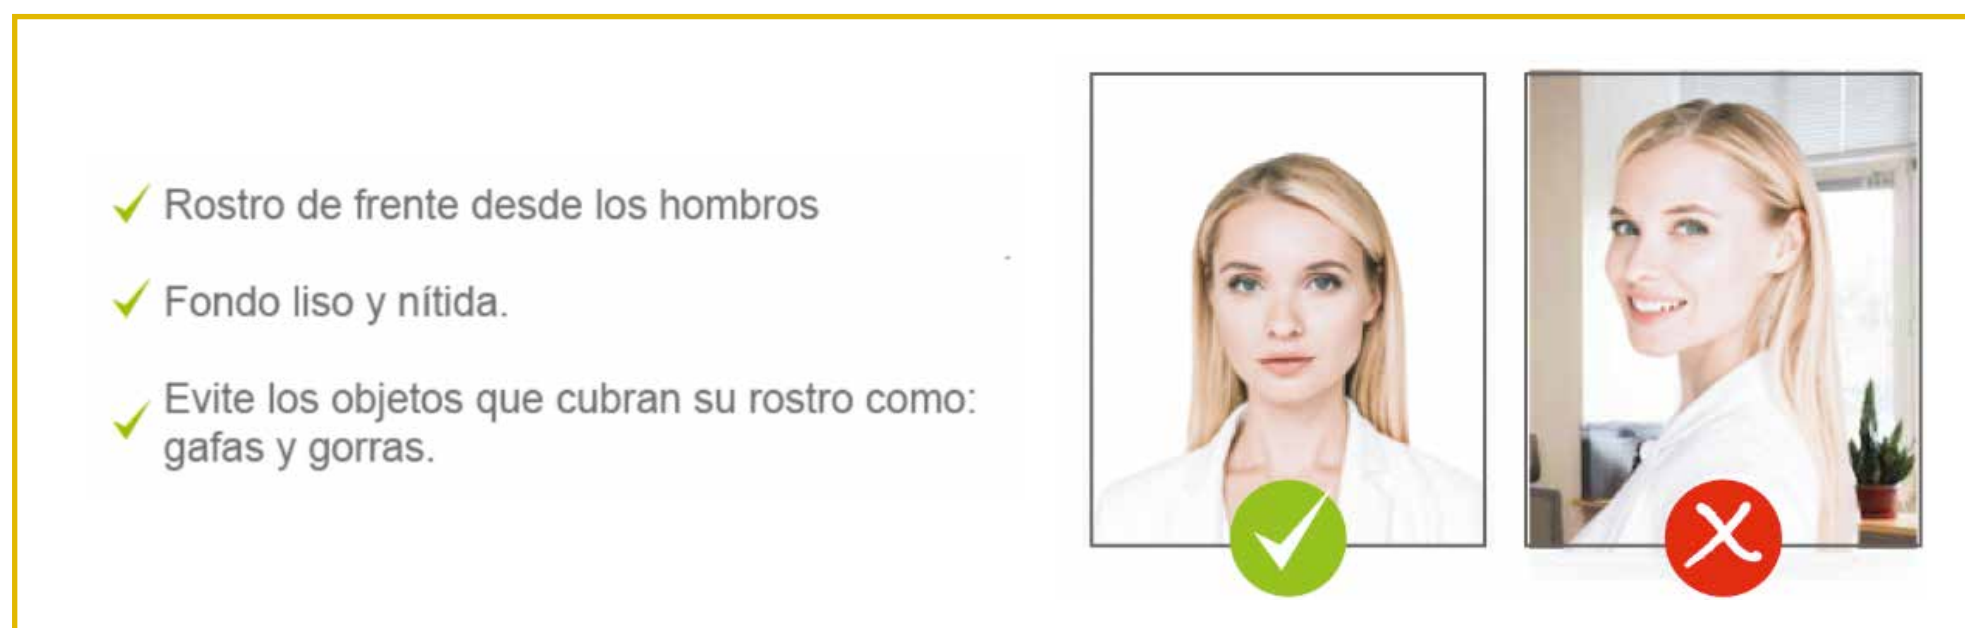 Rostro de frente desde los hombros
Fondo liso y nítida.
Evite los objetos que cubran su rostro como:
gafas y gorras.